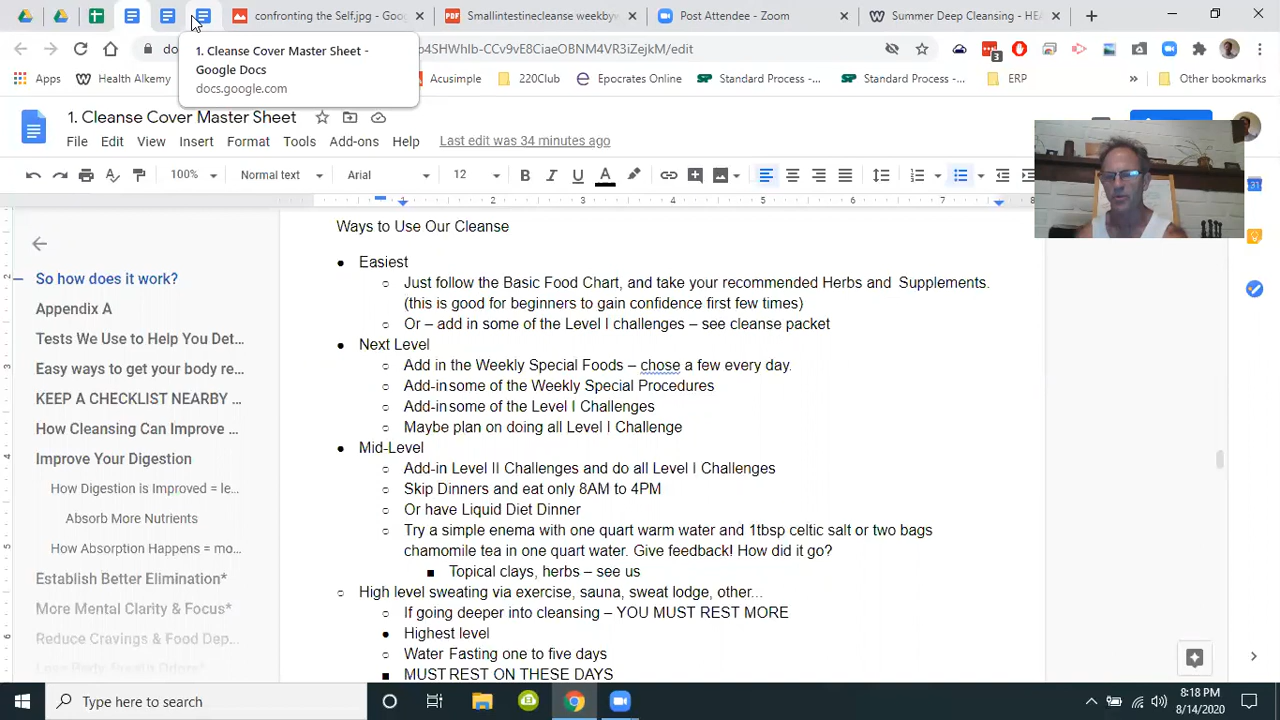 confronting the Self.jpg - Goog
Smallintestinecleanse weekbyw
Post Attendee - Zoom
Summer Deep Cleansing - HEA
1. Cleanse Cover Master Sheet -
Google Docs
docs.google.com
p4SHWlh-CCv9vE8CiaeOBNM4VR3iZejkM/edit
3
Apps
Health Alkemy
Acusimple
220Club
Epocrates Online
Standard Process -...
Standard Process -...
ERP
Other bookmarks
1. Cleanse Cover Master Sheet
File Edit View Insert Format Tools Add-ons Help
Last edit was 34 minutes ago
100% Normal text Arial 12
Ways to Use Our Cleanse
So how does it work?
Appendix A
Tests We Use to Help You Det...
Easy ways to get your body re...
KEEP A CHECKLIST NEARBY ...
How Cleansing Can Improve ...
Improve Your Digestion
How Digestion is Improved = le...
Absorb More Nutrients
How Absorption Happens = mo...
Establish Better Elimination*
More Mental Clarity & Focus*
Reduce Cravings & Food Dep...
Easiest
Just follow the Basic Food Chart, and take your recommended Herbs and Supplements.
(this is good for beginners to gain confidence first few times)
Or – add in some of the Level I challenges – see cleanse packet
Next Level
Add in the Weekly Special Foods – chose a few every day.
Add-in some of the Weekly Special Procedures
Add-in some of the Level I Challenges
Maybe plan on doing all Level I Challenge
Mid-Level
Add-in Level II Challenges and do all Level I Challenges
Skip Dinners and eat only 8AM to 4PM
Or have Liquid Diet Dinner
Try a simple enema with one quart warm water and 1tbsp celtic salt or two bags
chamomile tea in one quart water. Give feedback! How did it go?
Topical clays, herbs – see us
High level sweating via exercise, sauna, sweat lodge, other...
If going deeper into cleansing – YOU MUST REST MORE
Highest level
Water Fasting one to five days
MUST REST ON THESE DAYS
Type here to search
8:18 PM
8/14/2020